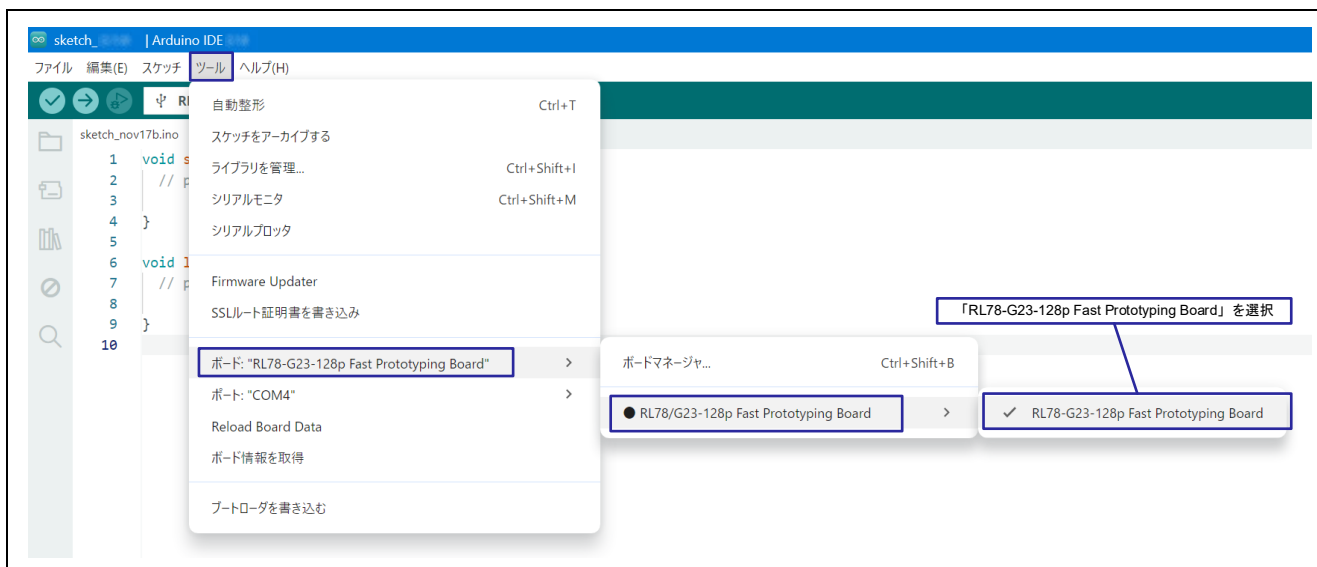 sketch_ | Arduino IDE
ファイル 編集(E) スケッチ ツール ヘルプ(H)
sketch_nov17b.ino
1 void s
2 // p
3
4 }
5
6 void l
7 // p
8
9 }
10
自動整形 Ctrl+T
スケッチをアーカイブする
ライブラリを管理... Ctrl+Shift+I
シリアルモニタ Ctrl+Shift+M
シリアルプロッタ
Firmware Updater
SSLルート証明書を書き込み
ボード: "RL78-G23-128p Fast Prototyping Board"
ポート: "COM4"
Reload Board Data
ボード情報を取得
ブートローダを書き込む
ボードマネージャ... Ctrl+Shift+B
● RL78/G23-128p Fast Prototyping Board
「RL78-G23-128p Fast Prototyping Board」を選択
✓ RL78-G23-128p Fast Prototyping Board